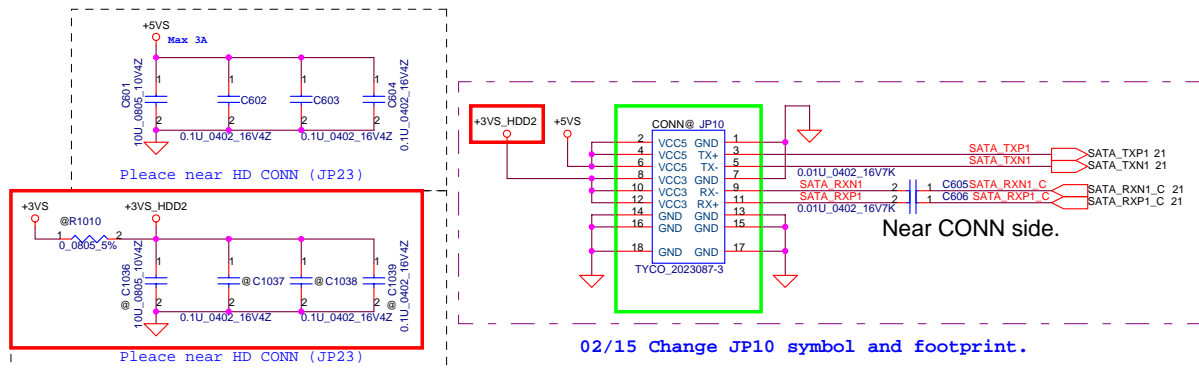 +5VS
Max 3A
C601
10U_0805_10V4Z
1
2
C602
0.1U_0402_16V4Z
1
2
C603
0.1U_0402_16V4Z
1
2
C604
0.1U_0402_16V4Z
1
2
Pleace near HD CONN (JP23)
+3VS
@R1010
1
2
0_0805_5%
+3VS_HDD2
@ C1036
10U_0805_10V4Z
1
2
@ C1037
0.1U_0402_16V4Z
1
2
@ C1038
0.1U_0402_16V4Z
1
2
@ C1039
0.1U_0402_16V4Z
1
2
Pleace near HD CONN (JP23)
+3VS_HDD2
+5VS
CONN@ JP10
2 VCC5 GND 1
4 VCC5 TX+ 3
6 VCC5 TX- 5
8 VCC3 GND 7
10 VCC3 RX- 9
12 VCC3 RX+ 11
14 GND GND 13
16 GND GND 15
18 GND GND 17
TYCO_2023087-3
SATA_TXP1
SATA_TXP1 21
SATA_TXN1
SATA_TXN1 21
0.01U_0402_16V7K
SATA_RXN1 2 1 C605 SATA_RXN1_C
SATA_RXN1_C 21
SATA_RXP1 2 1 C606 SATA_RXP1_C
SATA_RXP1_C 21
0.01U_0402_16V7K
Near CONN side.
02/15 Change JP10 symbol and footprint.